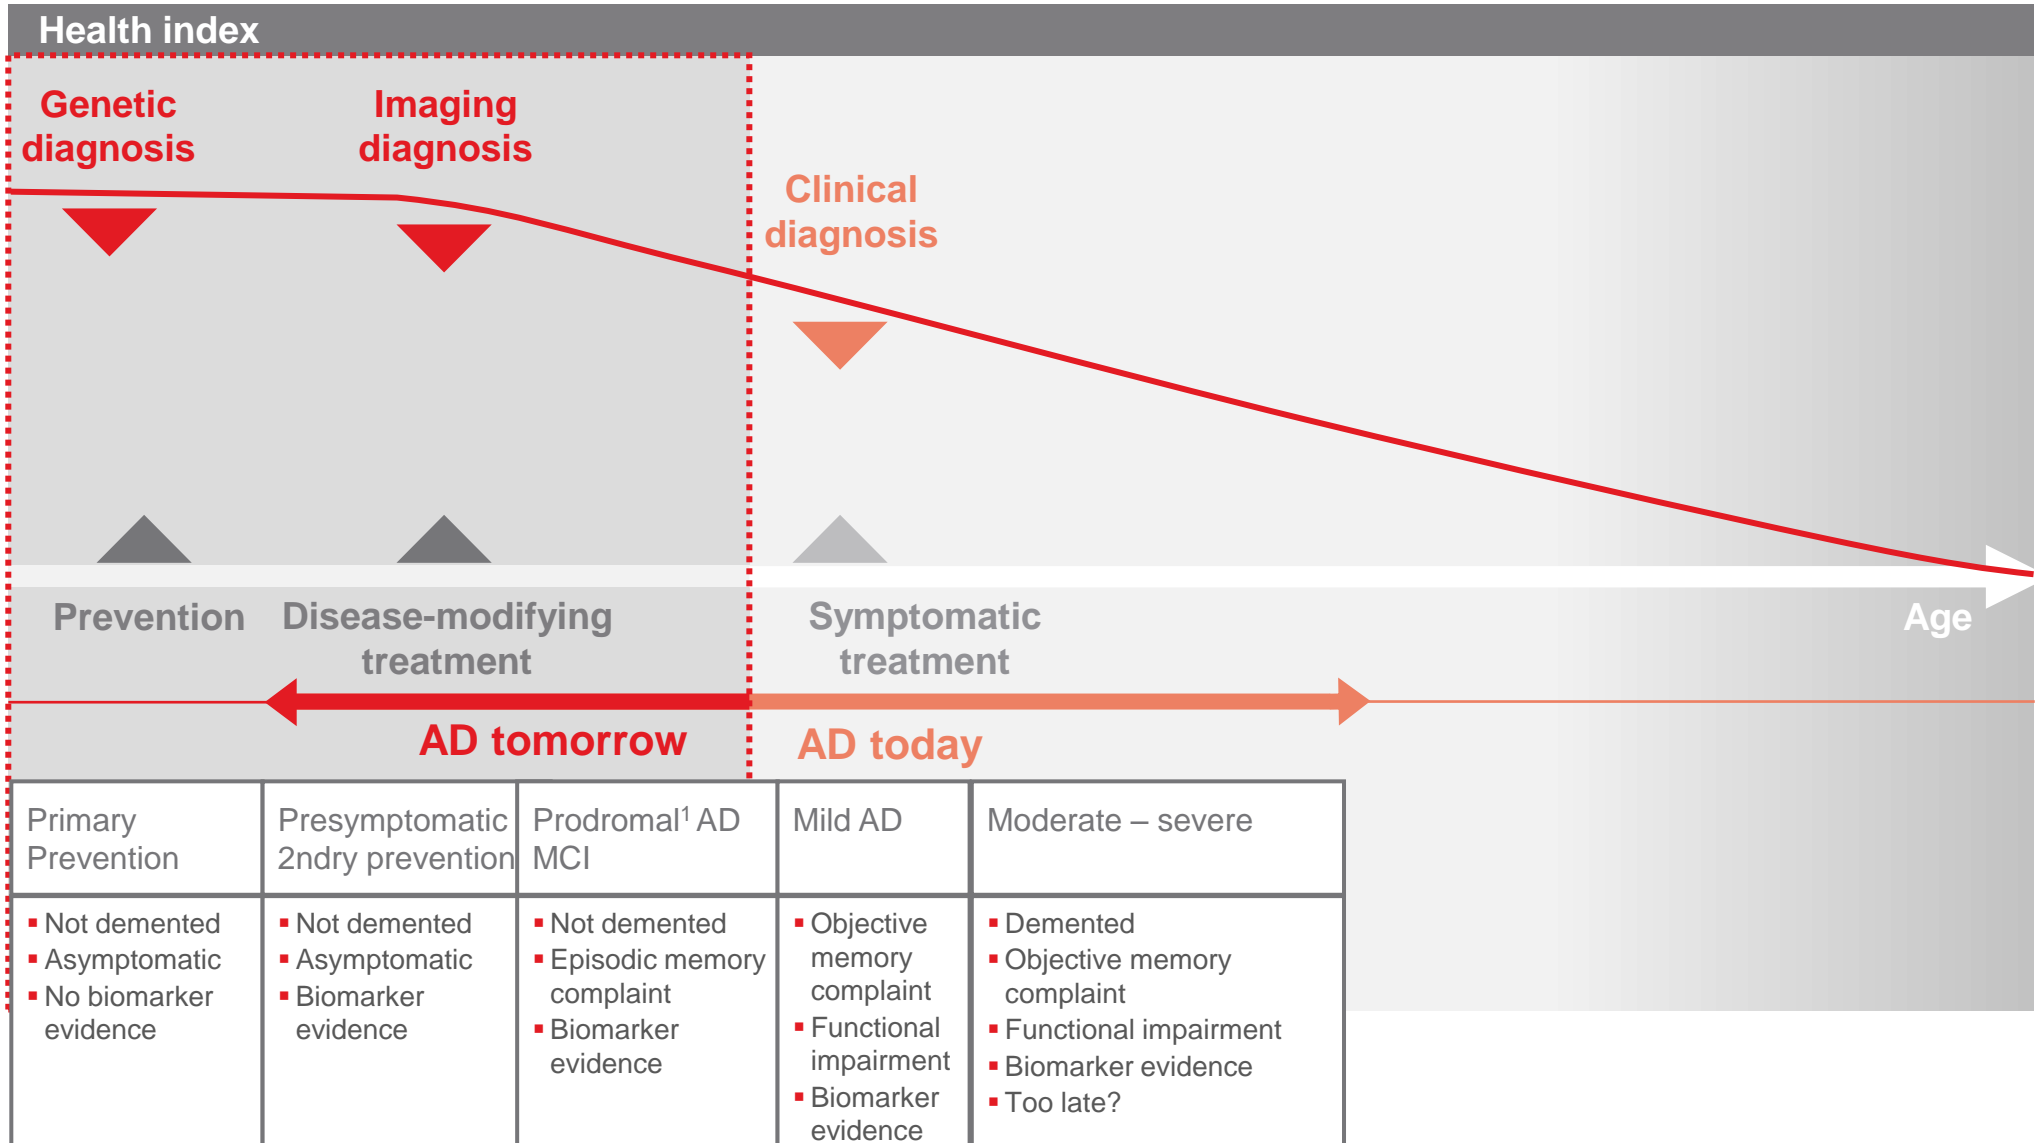 Health index
Genetic
diagnosis
Imaging
diagnosis
Clinical
diagnosis
Prevention
Disease-modifying
treatment
Symptomatic
treatment
Age
AD tomorrow
AD today
Primary
Prevention
Presymptomatic
2ndry prevention
Prodromal¹ AD
MCI
Mild AD
Moderate – severe
▪ Not demented
▪ Asymptomatic
▪ No biomarker
evidence
▪ Not demented
▪ Asymptomatic
▪ Biomarker
evidence
▪ Not demented
▪ Episodic memory
complaint
▪ Biomarker
evidence
▪ Objective
memory
complaint
▪ Functional
impairment
▪ Biomarker
evidence
▪ Demented
▪ Objective memory
complaint
▪ Functional impairment
▪ Biomarker evidence
▪ Too late?